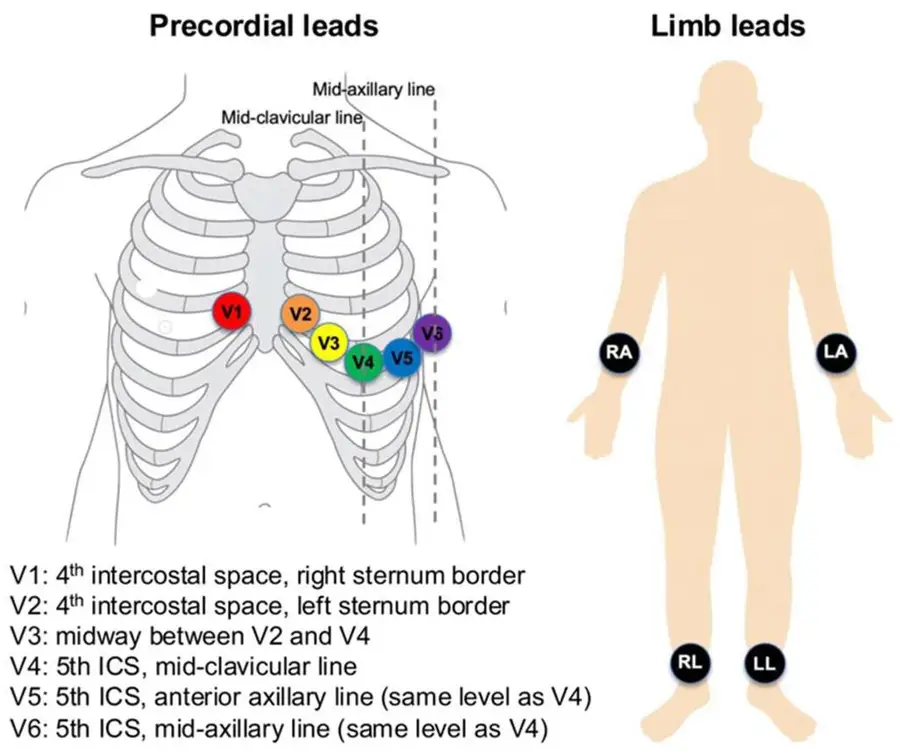 Precordial leads
Limb leads
Mid-axillary line
Mid-clavicular line
V1
V2
V3
V4
V5
V6
RA
LA
RL
LL
V1: 4th intercostal space, right sternum border
V2: 4th intercostal space, left sternum border
V3: midway between V2 and V4
V4: 5th ICS, mid-clavicular line
V5: 5th ICS, anterior axillary line (same level as V4)
V6: 5th ICS, mid-axillary line (same level as V4)